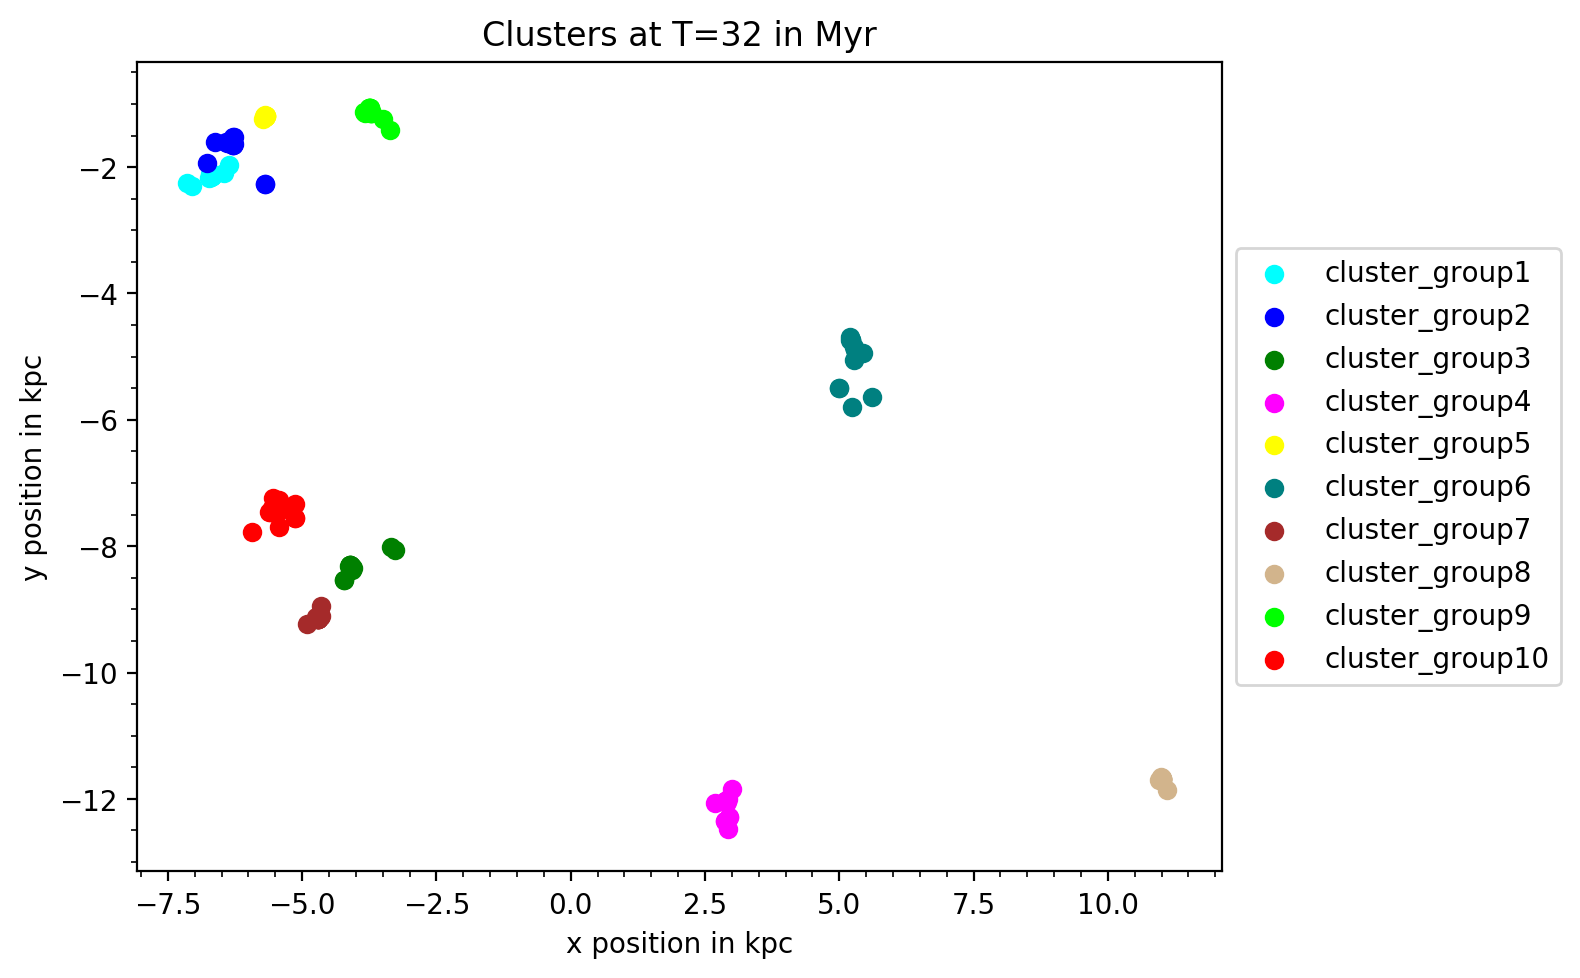 Clusters at T=32 in Myr
y position in kpc
−2
−4
−6
−8
−10
−12
−7.5 −5.0 −2.5 0.0 2.5 5.0 7.5 10.0
x position in kpc
cluster_group1
cluster_group2
cluster_group3
cluster_group4
cluster_group5
cluster_group6
cluster_group7
cluster_group8
cluster_group9
cluster_group10